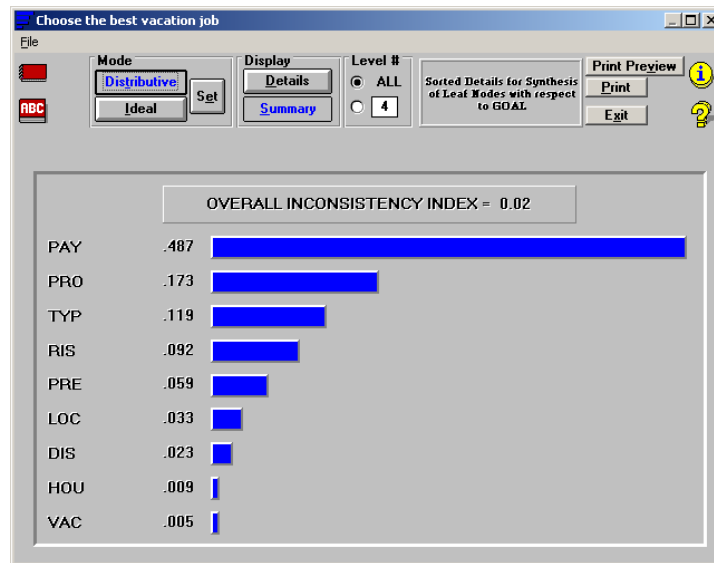 Choose the best vacation job
File
Mode
Distributive
Ideal
Set
Display
Details
Summary
Level #
ALL
4
Sorted Details for Synthesis
of Leaf Nodes with respect
to GOAL
Print Preview
Print
Exit
ABC
OVERALL INCONSISTENCY INDEX = 0.02
PAY .487
PRO .173
TYP .119
RIS .092
PRE .059
LOC .033
DIS .023
HOU .009
VAC .005